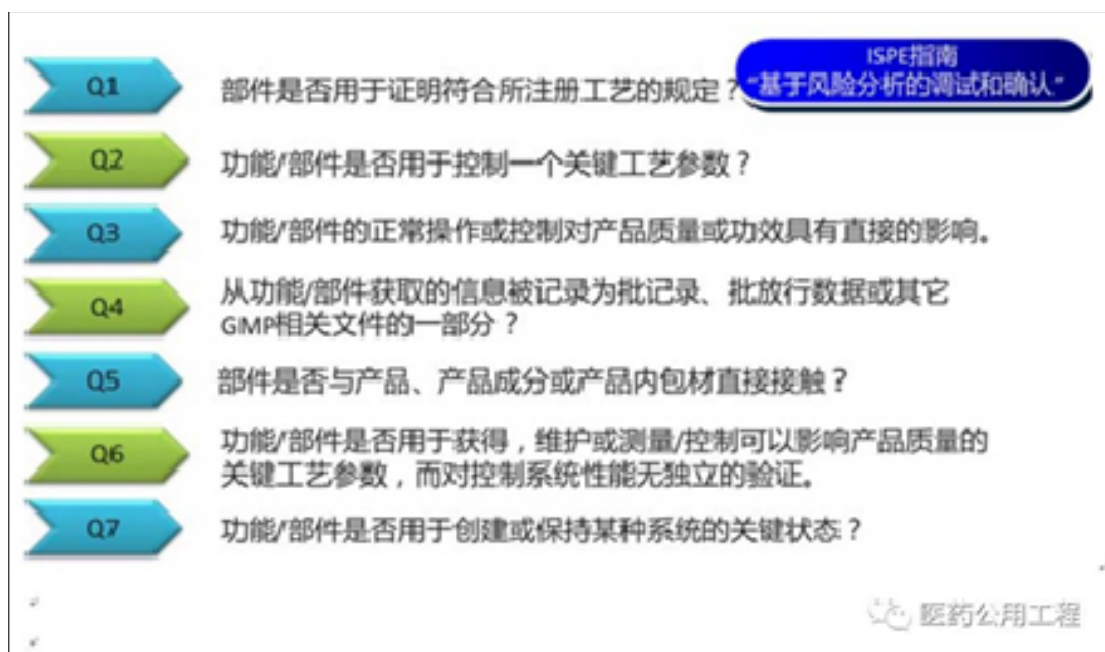 ISPE指南
“基于风险分析的调试和确认”
Q1
部件是否用于证明符合所注册工艺的规定？
Q2
功能/部件是否用于控制一个关键工艺参数？
Q3
功能/部件的正常操作或控制对产品质量或功效具有直接的影响。
Q4
从功能/部件获取的信息被记录为批记录、批放行数据或其它
GMP相关文件的一部分？
Q5
部件是否与产品、产品成分或产品内包材直接接触？
Q6
功能/部件是否用于获得，维护或测量/控制可以影响产品质量的
关键工艺参数，而对控制系统性能无独立的验证。
Q7
功能/部件是否用于创建或保持某种系统的关键状态？
医药公用工程